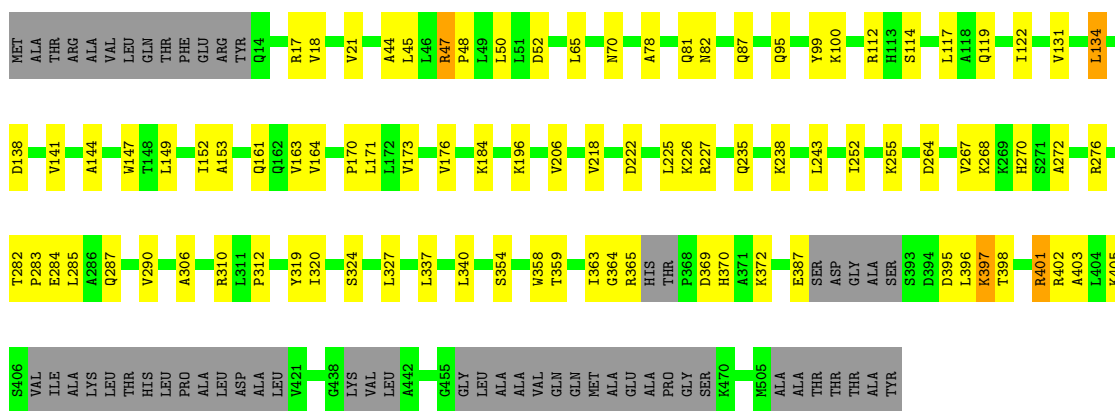 MET ALA THR ARG ALA VAL LEU GLN THR PHE GLU ARG TYR Q14 R17 V18 V21 A44 L45 L46 R47 P48 L49 L50 L51 D52 L65 N70 A78 Q81 N82 Q87 Q95 Y99 K100 R112 H113 S114 L117 A118 Q119 I122 V131 L134
D138 V141 A144 W147 T148 L149 I152 A153 Q161 Q162 V163 V164 P170 L171 L172 V173 V176 K184 K196 V206 V218 D222 L225 K226 R227 Q235 K238 L243 I252 K255 D264 V267 K268 K269 H270 S271 A272 R276
T282 P283 E284 L285 A286 Q287 V290 A306 R310 L311 P312 Y319 I320 S324 L327 L337 L340 S354 W358 T359 I363 G364 R365 HIS THR P368 D369 H370 A371 K372 E387 SER ASP GLY ALA SER S393 D394 D395 L396 K397 T398 R401 R402 A403 L404 K405
S406 VAL ILE ALA LYS LEU THR HIS LEU PRO ALA LEU ASP ALA LEU V421 G438 LYS VAL LEU A442 G455 GLY LEU ALA ALA VAL GLN GLN MET ALA GLU ALA PRO GLY SER K470 M505 ALA ALA THR THR THR ALA TYR